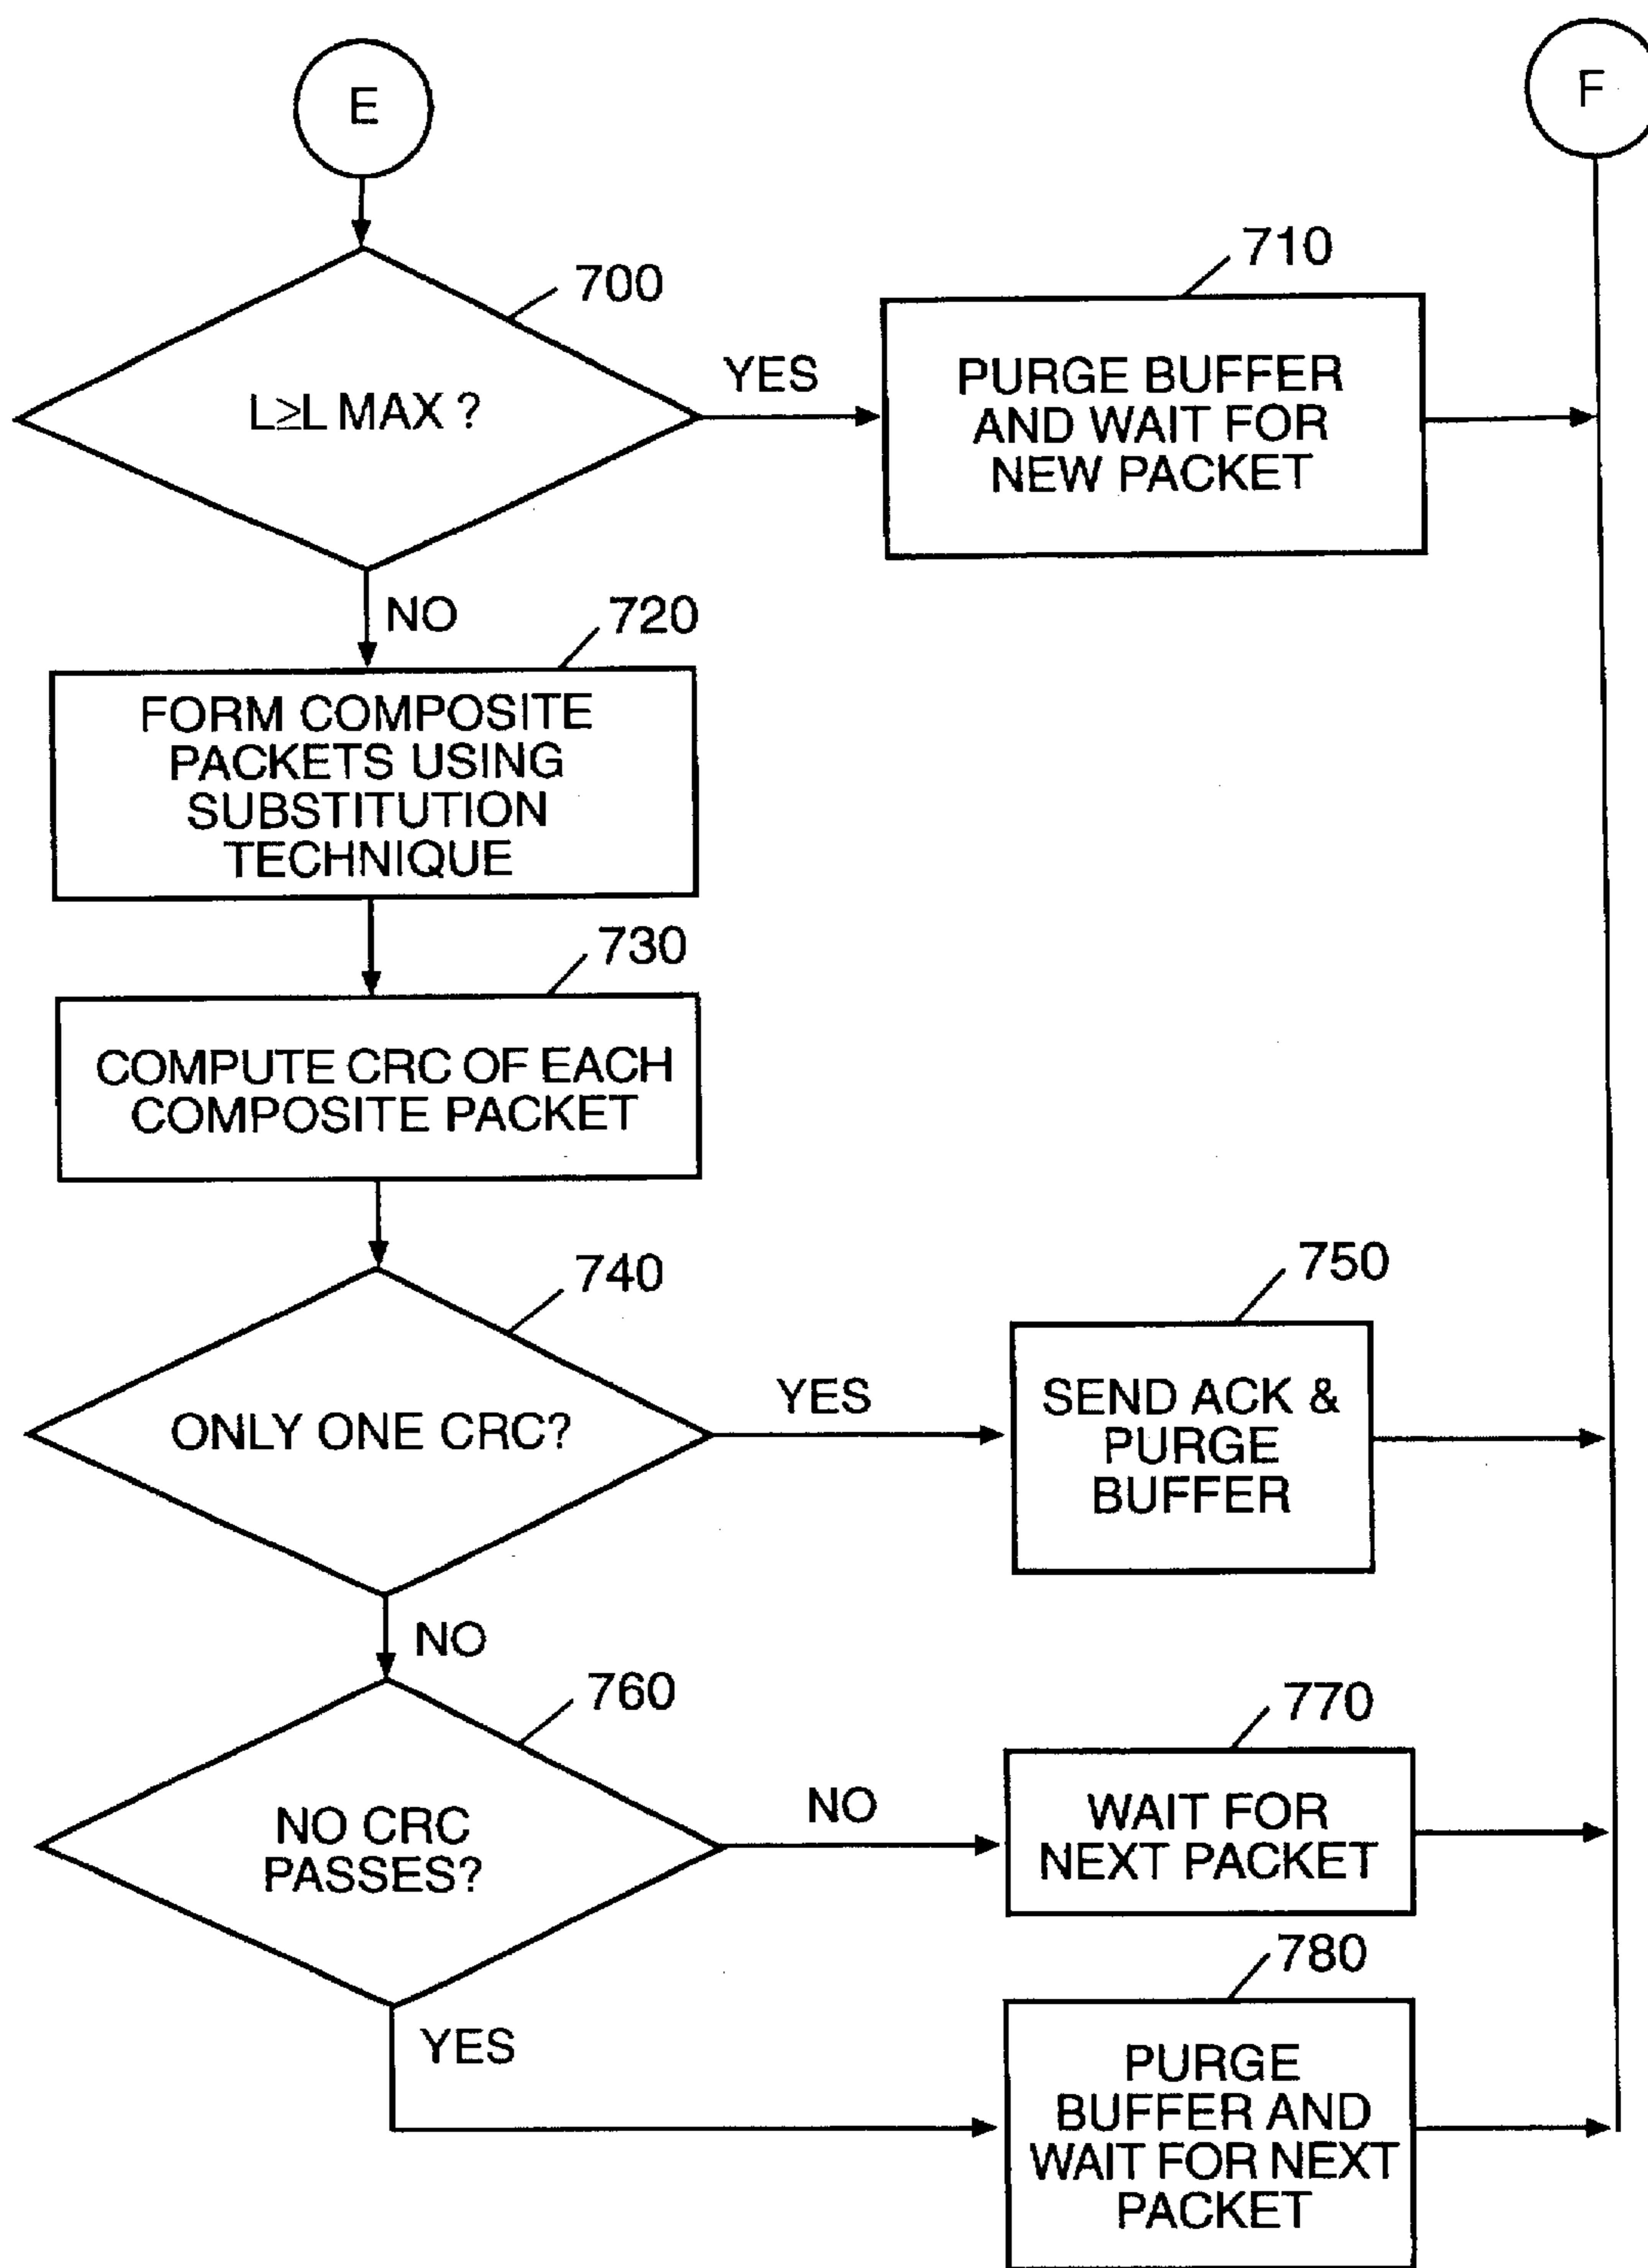 E
F
700
L≥L MAX ?
YES
710
PURGE BUFFER
AND WAIT FOR
NEW PACKET
NO
720
FORM COMPOSITE
PACKETS USING
SUBSTITUTION
TECHNIQUE
730
COMPUTE CRC OF EACH
COMPOSITE PACKET
740
ONLY ONE CRC?
YES
750
SEND ACK &
PURGE
BUFFER
NO
760
NO CRC
PASSES?
NO
770
WAIT FOR
NEXT PACKET
YES
780
PURGE
BUFFER AND
WAIT FOR NEXT
PACKET